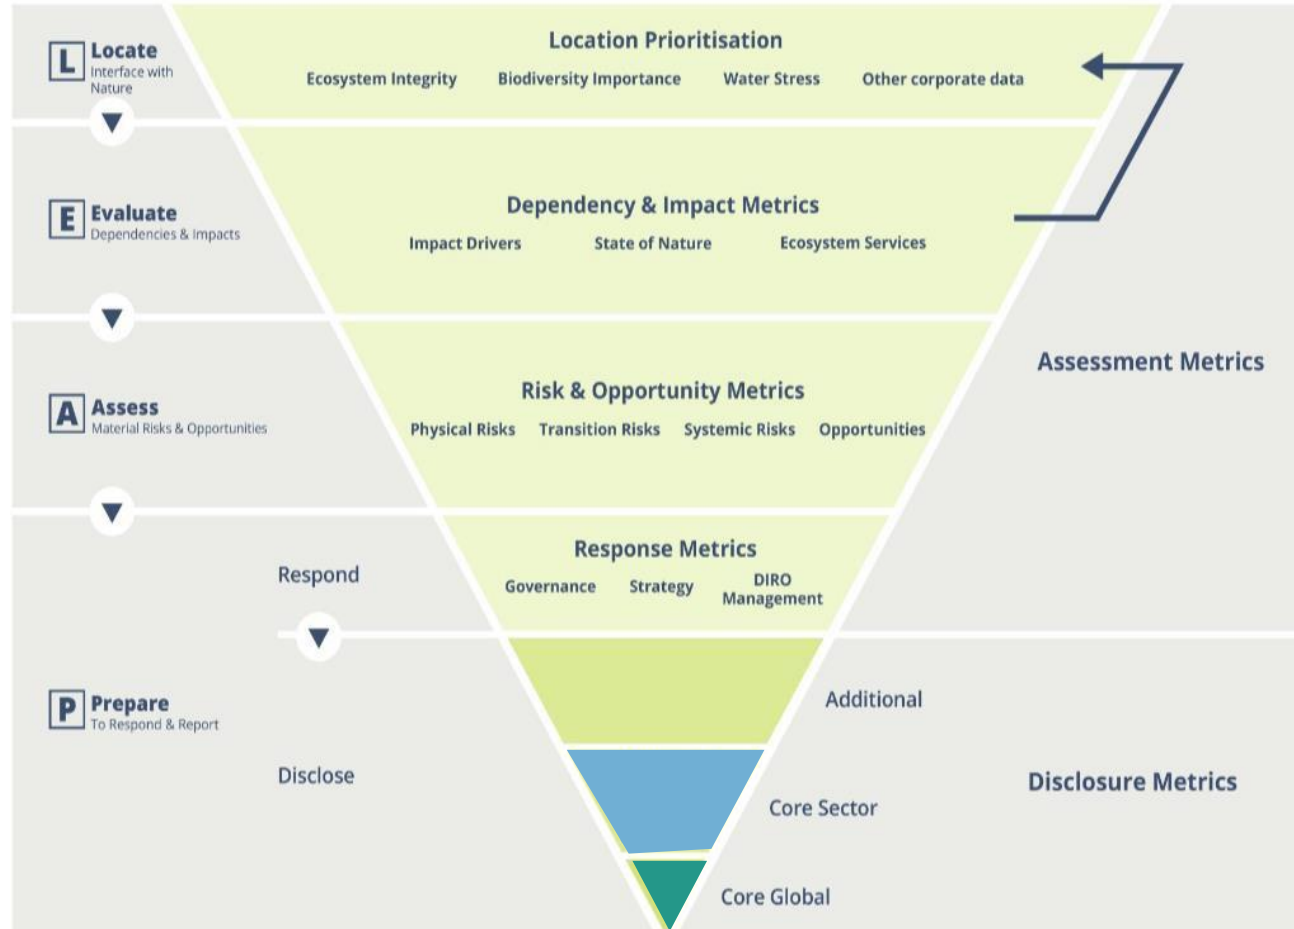 L
Locate
Interface with
Nature
Location Prioritisation
Ecosystem Integrity
Biodiversity Importance
Water Stress
Other corporate data
E
Evaluate
Dependencies & Impacts
Dependency & Impact Metrics
Impact Drivers
State of Nature
Ecosystem Services
Assessment Metrics
A
Assess
Material Risks & Opportunities
Risk & Opportunity Metrics
Physical Risks
Transition Risks
Systemic Risks
Opportunities
Respond
Response Metrics
Governance
Strategy
DIRO
Management
P
Prepare
To Respond & Report
Additional
Disclose
Disclosure Metrics
Core Sector
Core Global